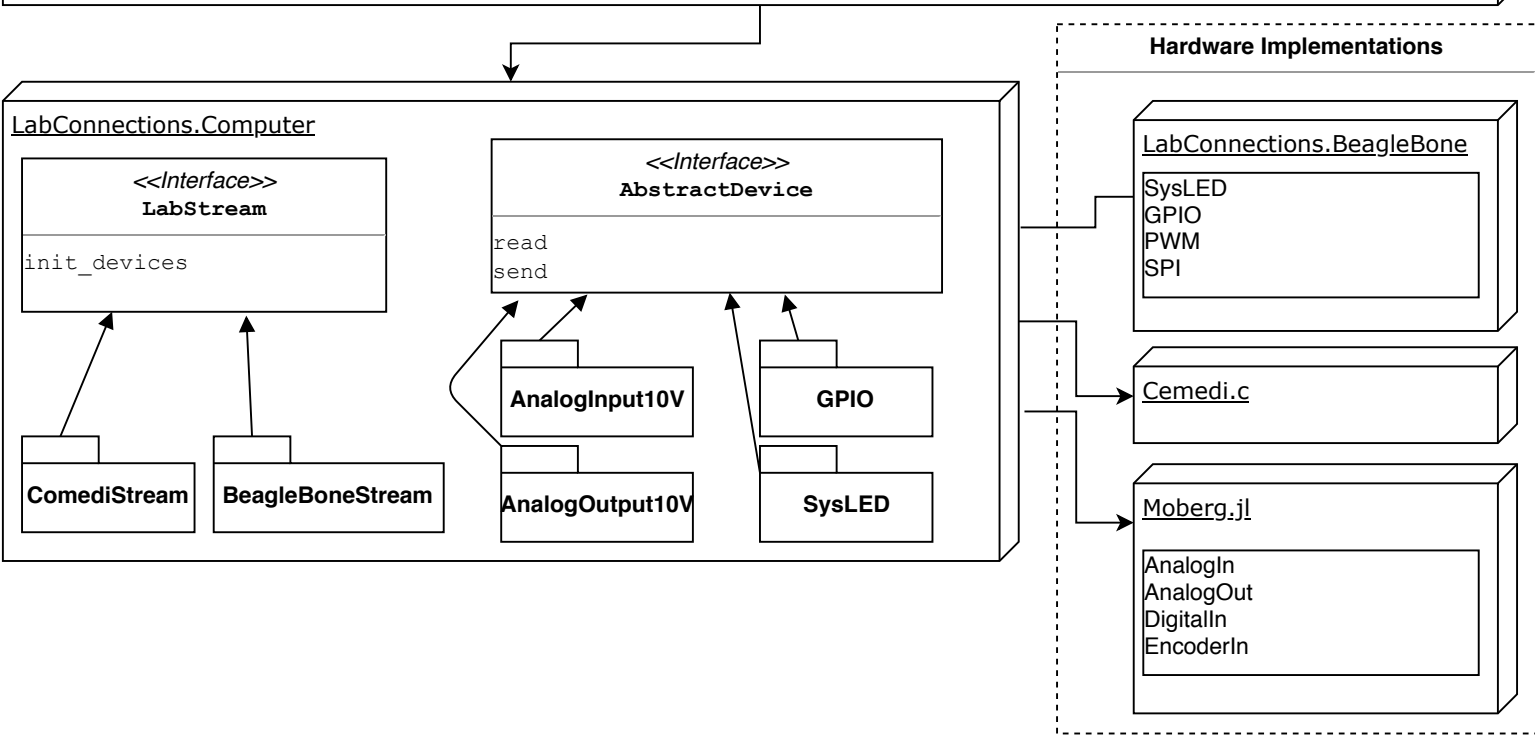 Hardware Implementations
LabConnections.Computer
<<Interface>>
LabStream
init_devices
<<Interface>>
AbstractDevice
read
send
ComediStream
BeagleBoneStream
AnalogInput10V
AnalogOutput10V
GPIO
SysLED
LabConnections.BeagleBone
SysLED
GPIO
PWM
SPI
Cemedi.c
Moberg.jl
AnalogIn
AnalogOut
DigitalIn
EncoderIn